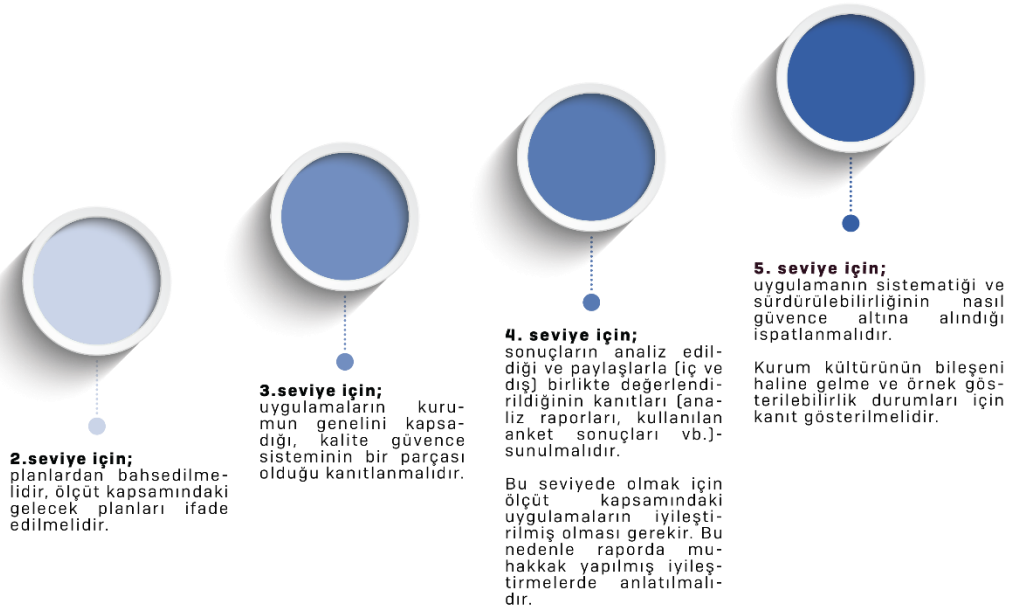 2.seviye için;
planlardan bahsedilme-
lidir, ölçüt kapsamındaki
gelecek planları ifade
edilmelidir.
3.seviye için;
uygulamaların kuru-
mun genelini kapsa-
dığı, kalite güvence
sisteminin bir parçası
olduğu kanıtlanmalıdır.
4. seviye için;
sonuçların analiz edil-
diği ve paylaşlarla (iç ve
dış) birlikte değerlendi-
rildiğinin kanıtları (ana-
liz raporları, kullanılan
anket sonuçları vb.)-
sunulmalıdır.
Bu seviyede olmak için
ölçüt kapsamındaki
uygulamaların iyileşti-
rilmiş olması gerekir. Bu
nedenle raporda mu-
hakkak yapılmış iyileş-
tirmelerde anlatılmalı-
dır.
5. seviye için;
uygulamanın sistematiği ve
sürdürülebilirliğinin nasıl
güvence altına alındığı
ispatlanmalıdır.
Kurum kültürünün bileşeni
haline gelme ve örnek gös-
terilebilirlik durumları için
kanıt gösterilmelidir.